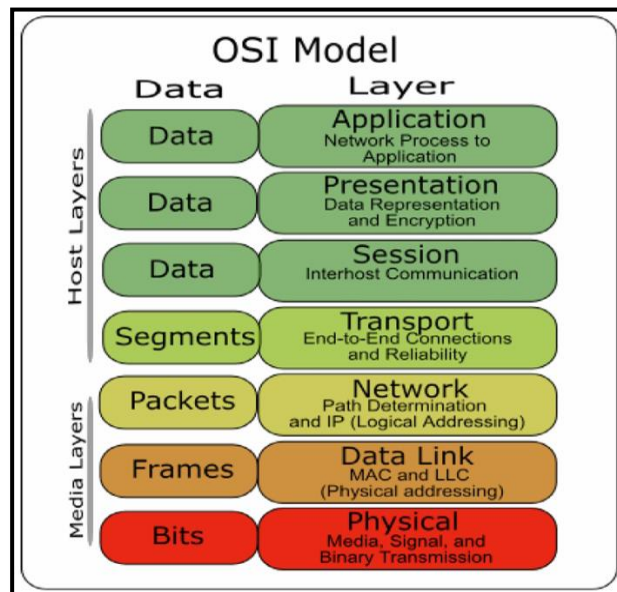 OSI Model
Data Layer
Host Layers
Data
Application
Network Process to
Application
Data
Presentation
Data Representation
and Encryption
Data
Session
Interhost Communication
Segments
Transport
End-to-End Connections
and Reliability
Media Layers
Packets
Network
Path Determination
and IP (Logical Addressing)
Frames
Data Link
MAC and LLC
(Physical addressing)
Bits
Physical
Media, Signal, and
Binary Transmission